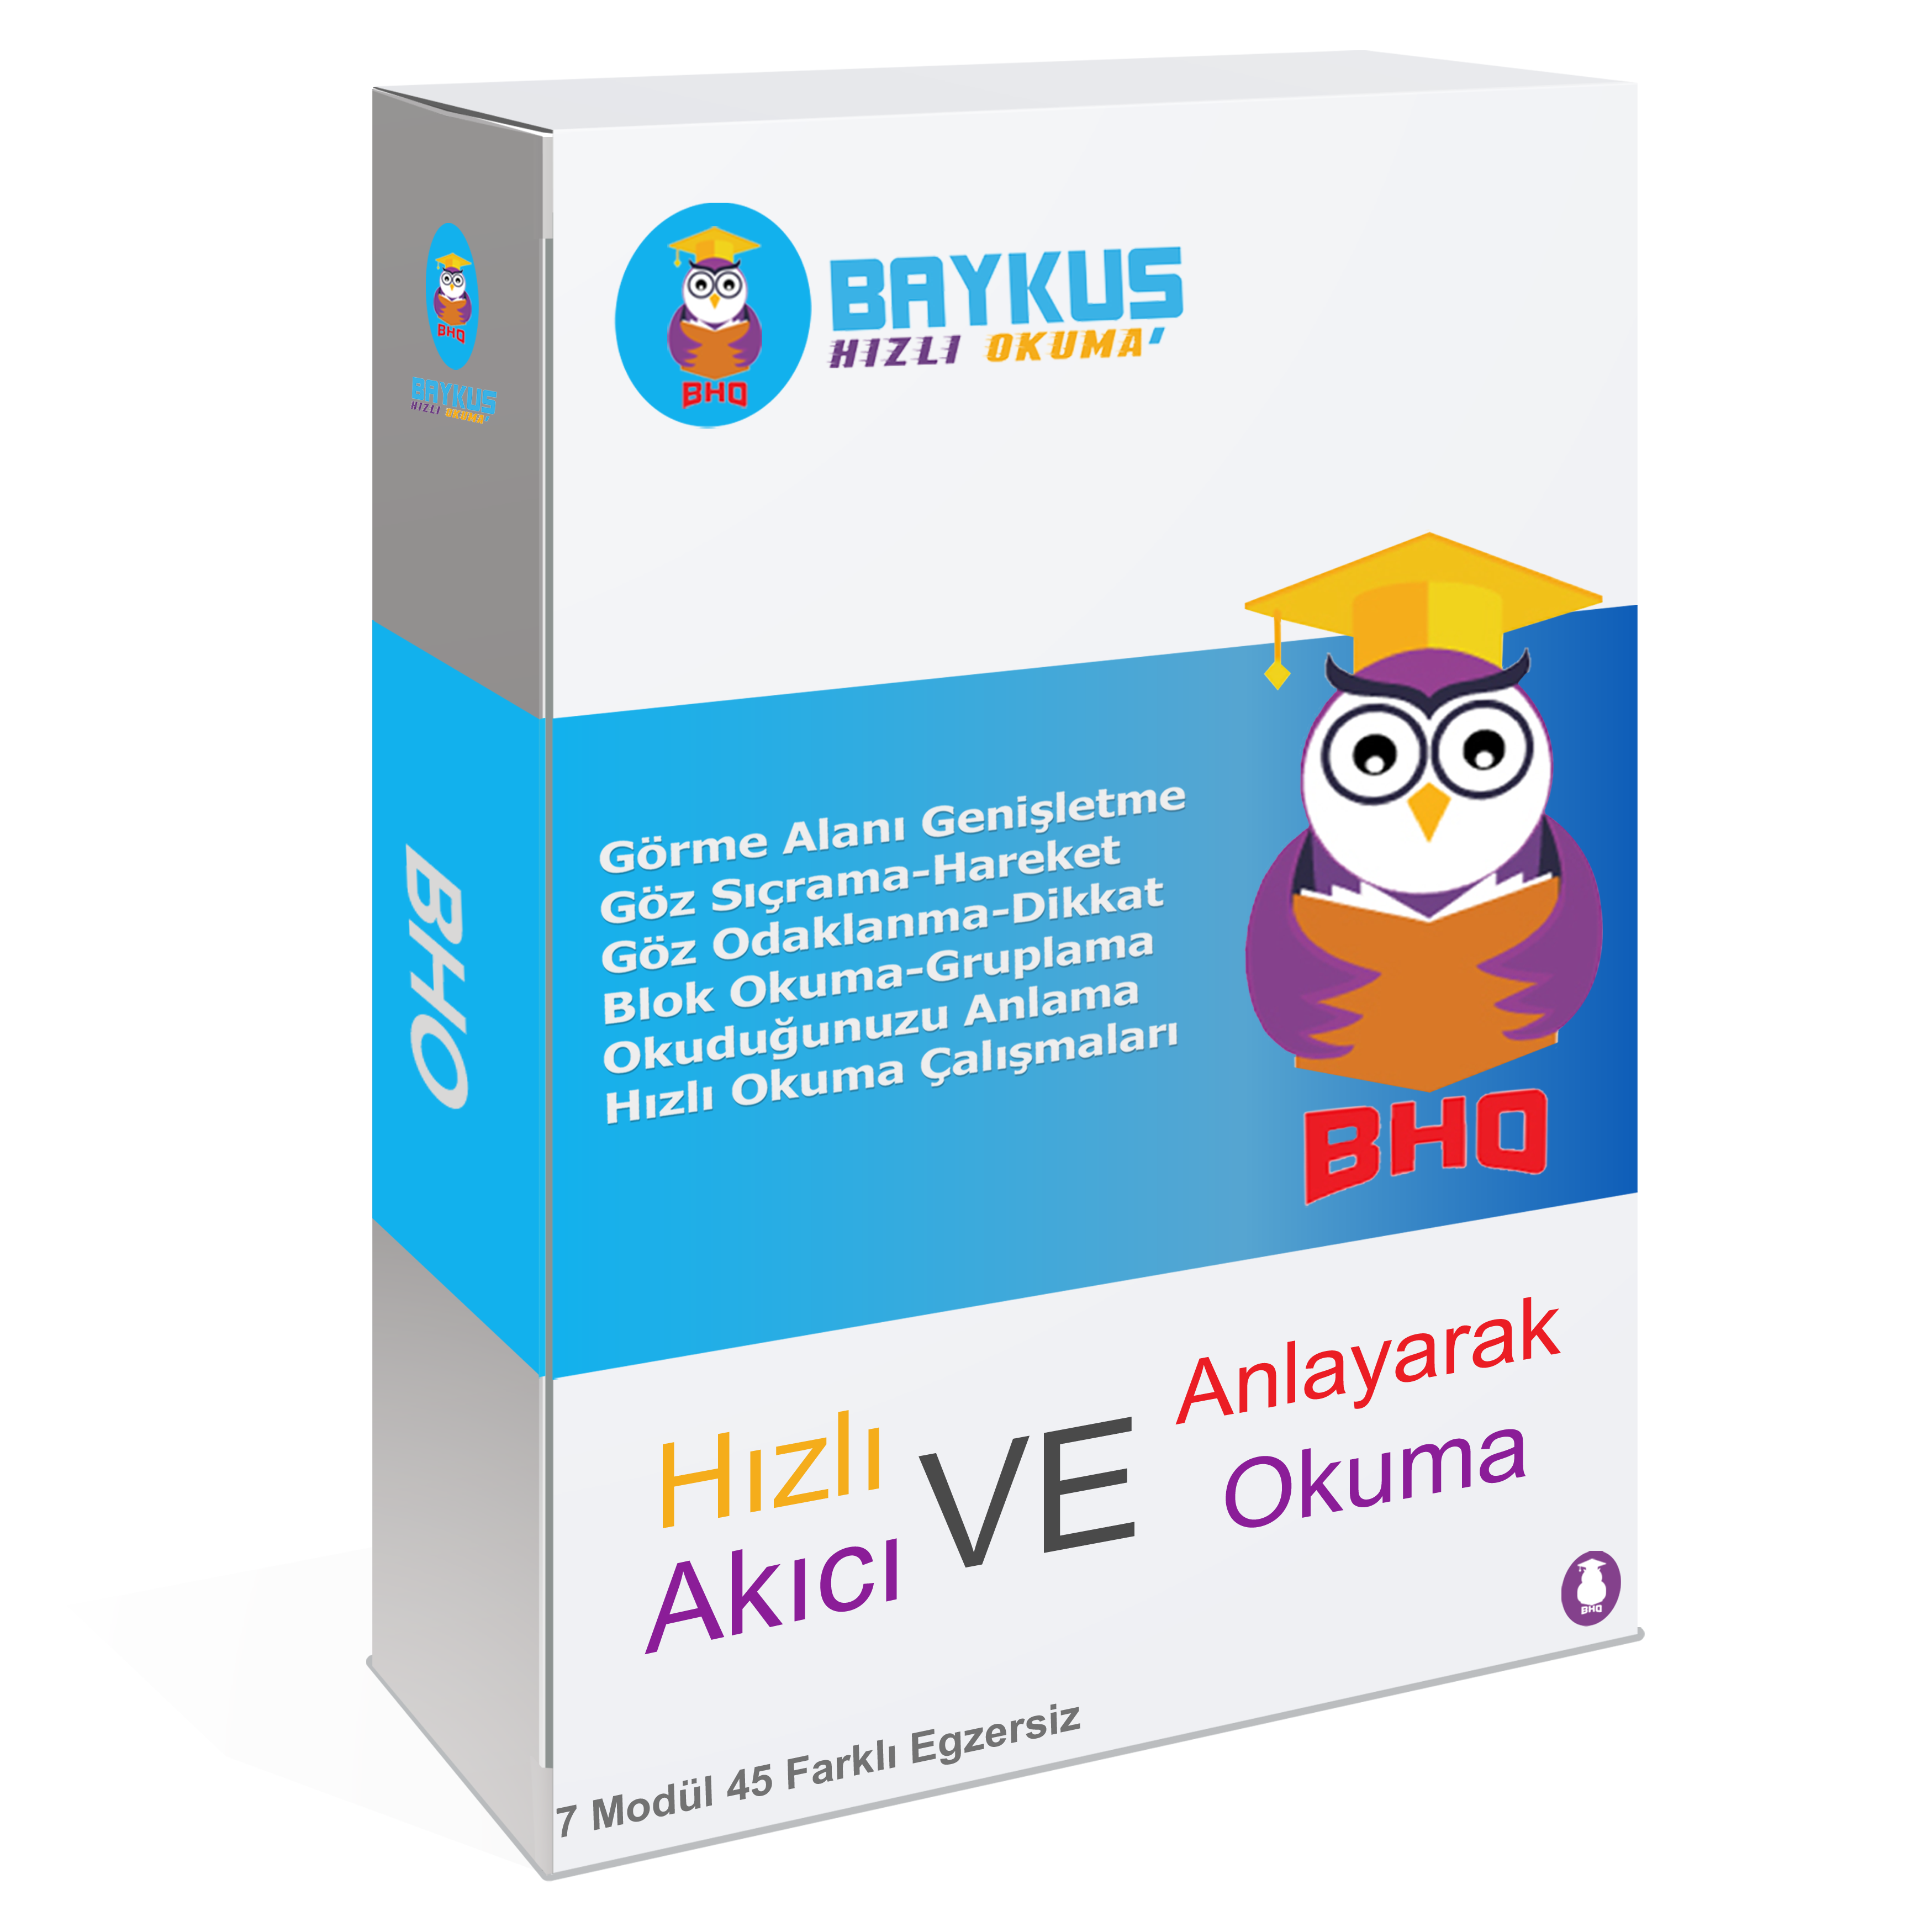 BHO
BAYKUS
HIZLI OKUMA'
BHO
BHO
BAYKUS
HIZLI OKUMA'
Görme Alanı Genişletme
Göz Sıçrama-Hareket
Göz Odaklanma-Dikkat
Blok Okuma-Gruplama
Okuduğunuzu Anlama
Hızlı Okuma Çalışmaları
BHO
Hızlı
Akıcı
VE
Anlayarak
Okuma
BHO
7 Modül 45 Farklı Egzersiz